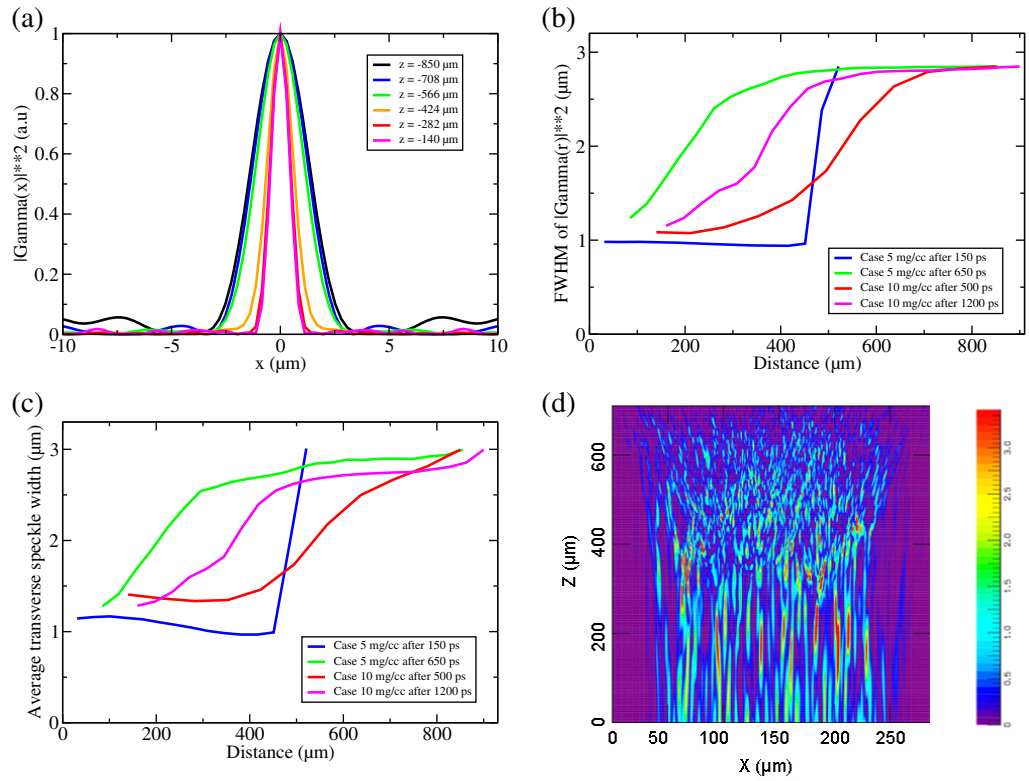 (a)
|Gamma(x)|**2 (a.u)
1
0.8
0.6
0.4
0.2
0
-10
-5
0
5
10
x (μm)
z = -850 μm
z = -708 μm
z = -566 μm
z = -424 μm
z = -282 μm
z = -140 μm
(b)
FWHM of |Gamma(r)|**2 (μm)
3
2
1
0
0
200
400
600
800
Distance (μm)
Case 5 mg/cc after 150 ps
Case 5 mg/cc after 650 ps
Case 10 mg/cc after 500 ps
Case 10 mg/cc after 1200 ps
(c)
Average transverse speckle width (μm)
3
2
1
0
0
200
400
600
800
Distance (μm)
Case 5 mg/cc after 150 ps
Case 5 mg/cc after 650 ps
Case 10 mg/cc after 500 ps
Case 10 mg/cc after 1200 ps
(d)
Z (μm)
600
400
200
0
0
50
100
150
200
250
X (μm)
3.0
2.0
1.0
0.5
0.0